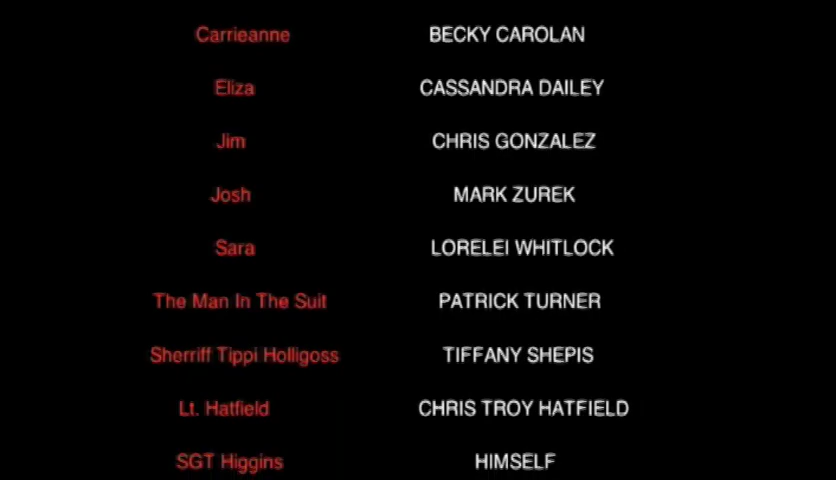 Carrieanne BECKY CAROLAN
Eliza CASSANDRA DAILEY
Jim CHRIS GONZALEZ
Josh MARK ZUREK
Sara LORELEI WHITLOCK
The Man In The Suit PATRICK TURNER
Sherriff Tippi Holligoss TIFFANY SHEPIS
Lt. Hatfield CHRIS TROY HATFIELD
SGT Higgins HIMSELF